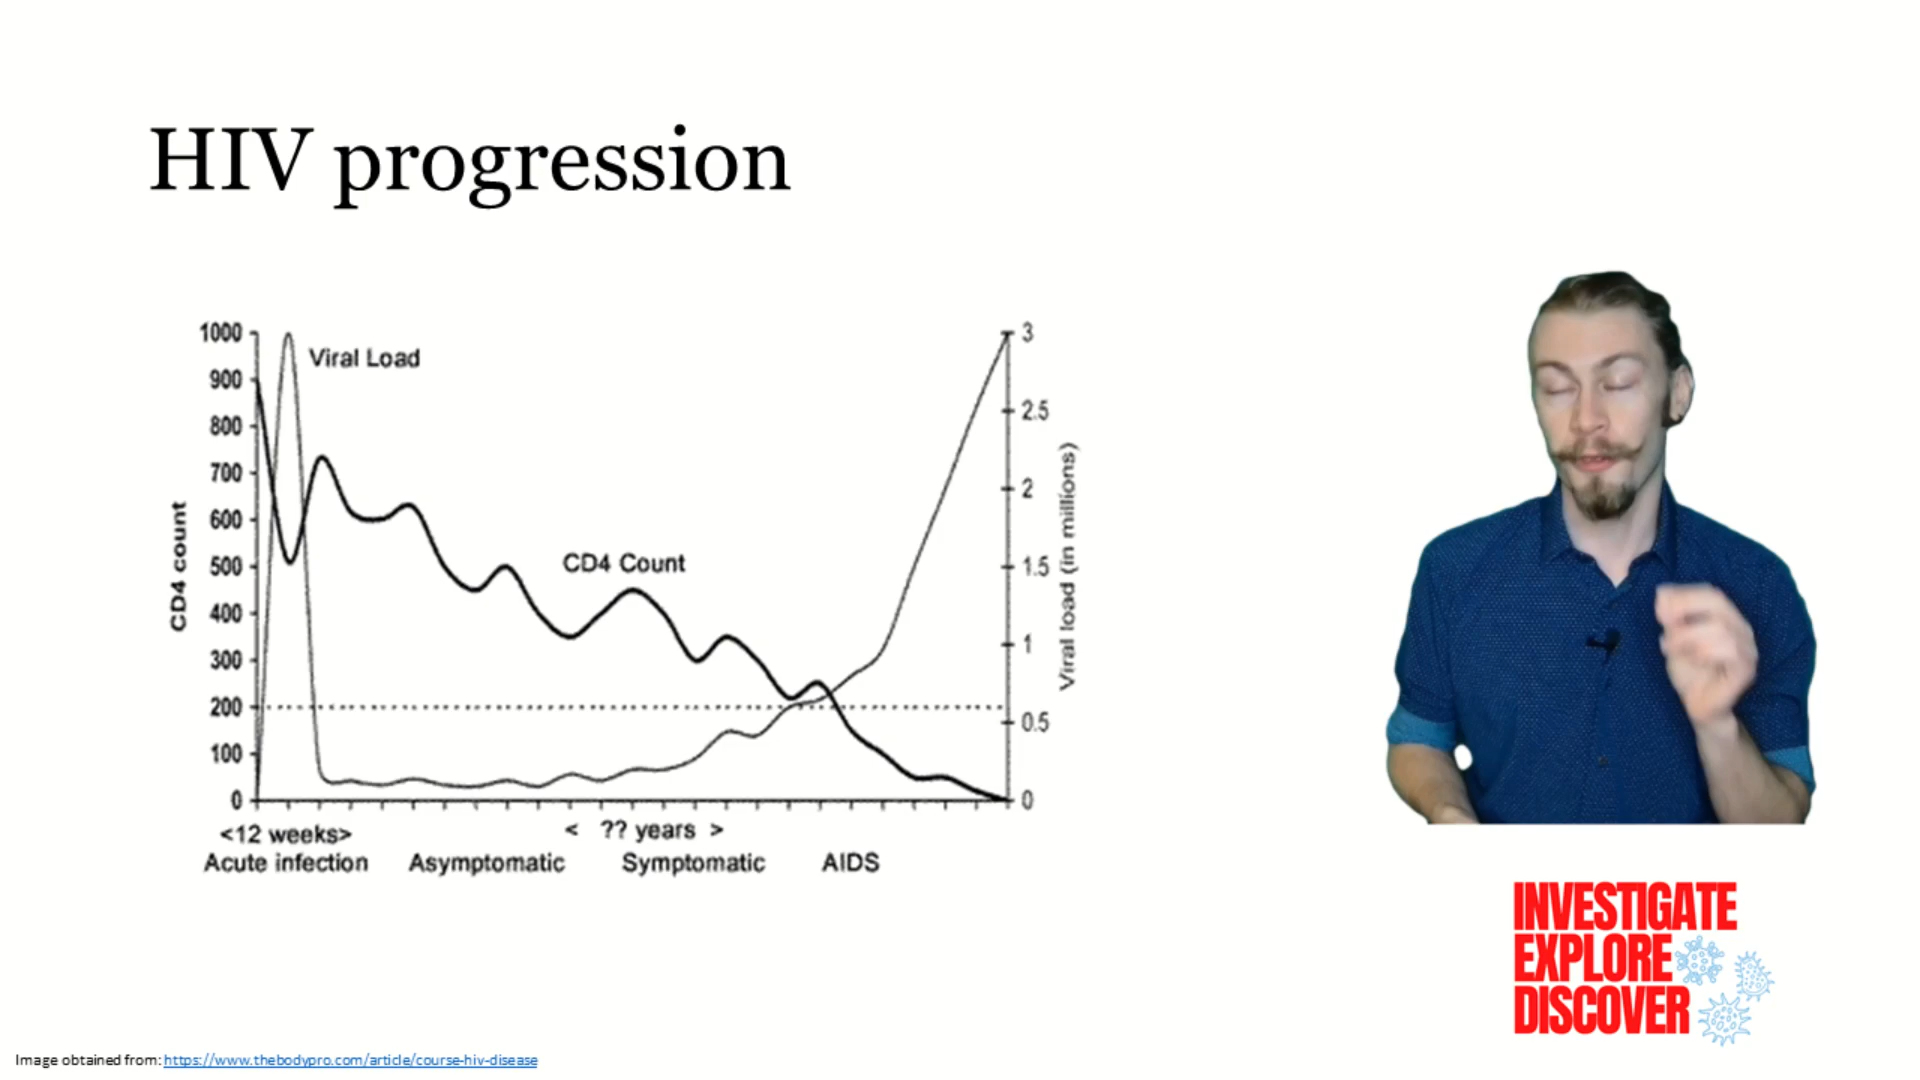 HIV progression
1000
900
800
700
600
500
400
300
200
100
0
CD4 count
Viral Load
CD4 Count
3
2.5
2
1.5
1
0.5
0
Viral load (in millions)
<12 weeks>
< ?? years >
Acute infection
Asymptomatic
Symptomatic
AIDS
INVESTIGATE
EXPLORE
DISCOVER
Image obtained from: https://www.thebodypro.com/article/course-hiv-disease